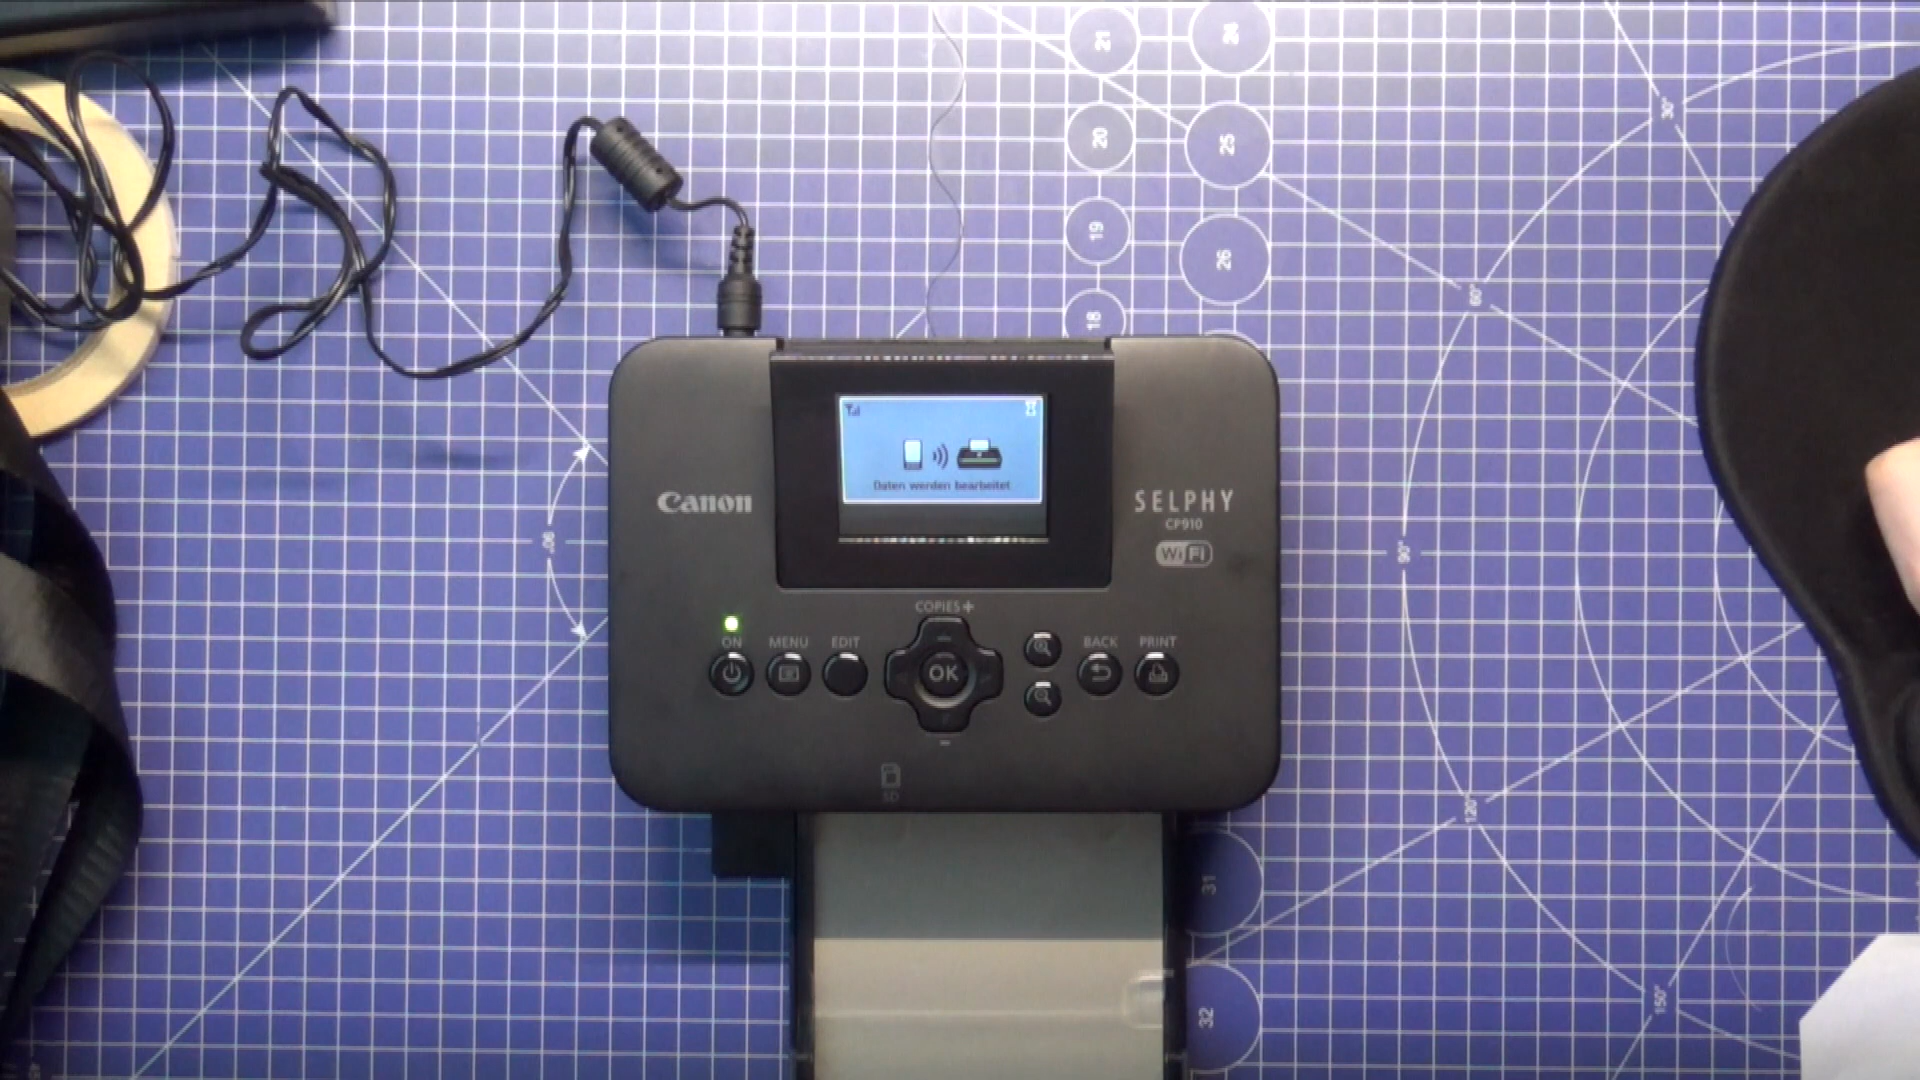 21
24
20
25
30°
19
26
60°
18
Canon
Daten werden bearbeitet
SELPHY
CP910
Wi Fi
90°
90°
COPIES+
ON
MENU
EDIT
OK
BACK
PRINT
SD
120°
31
32
150°
45